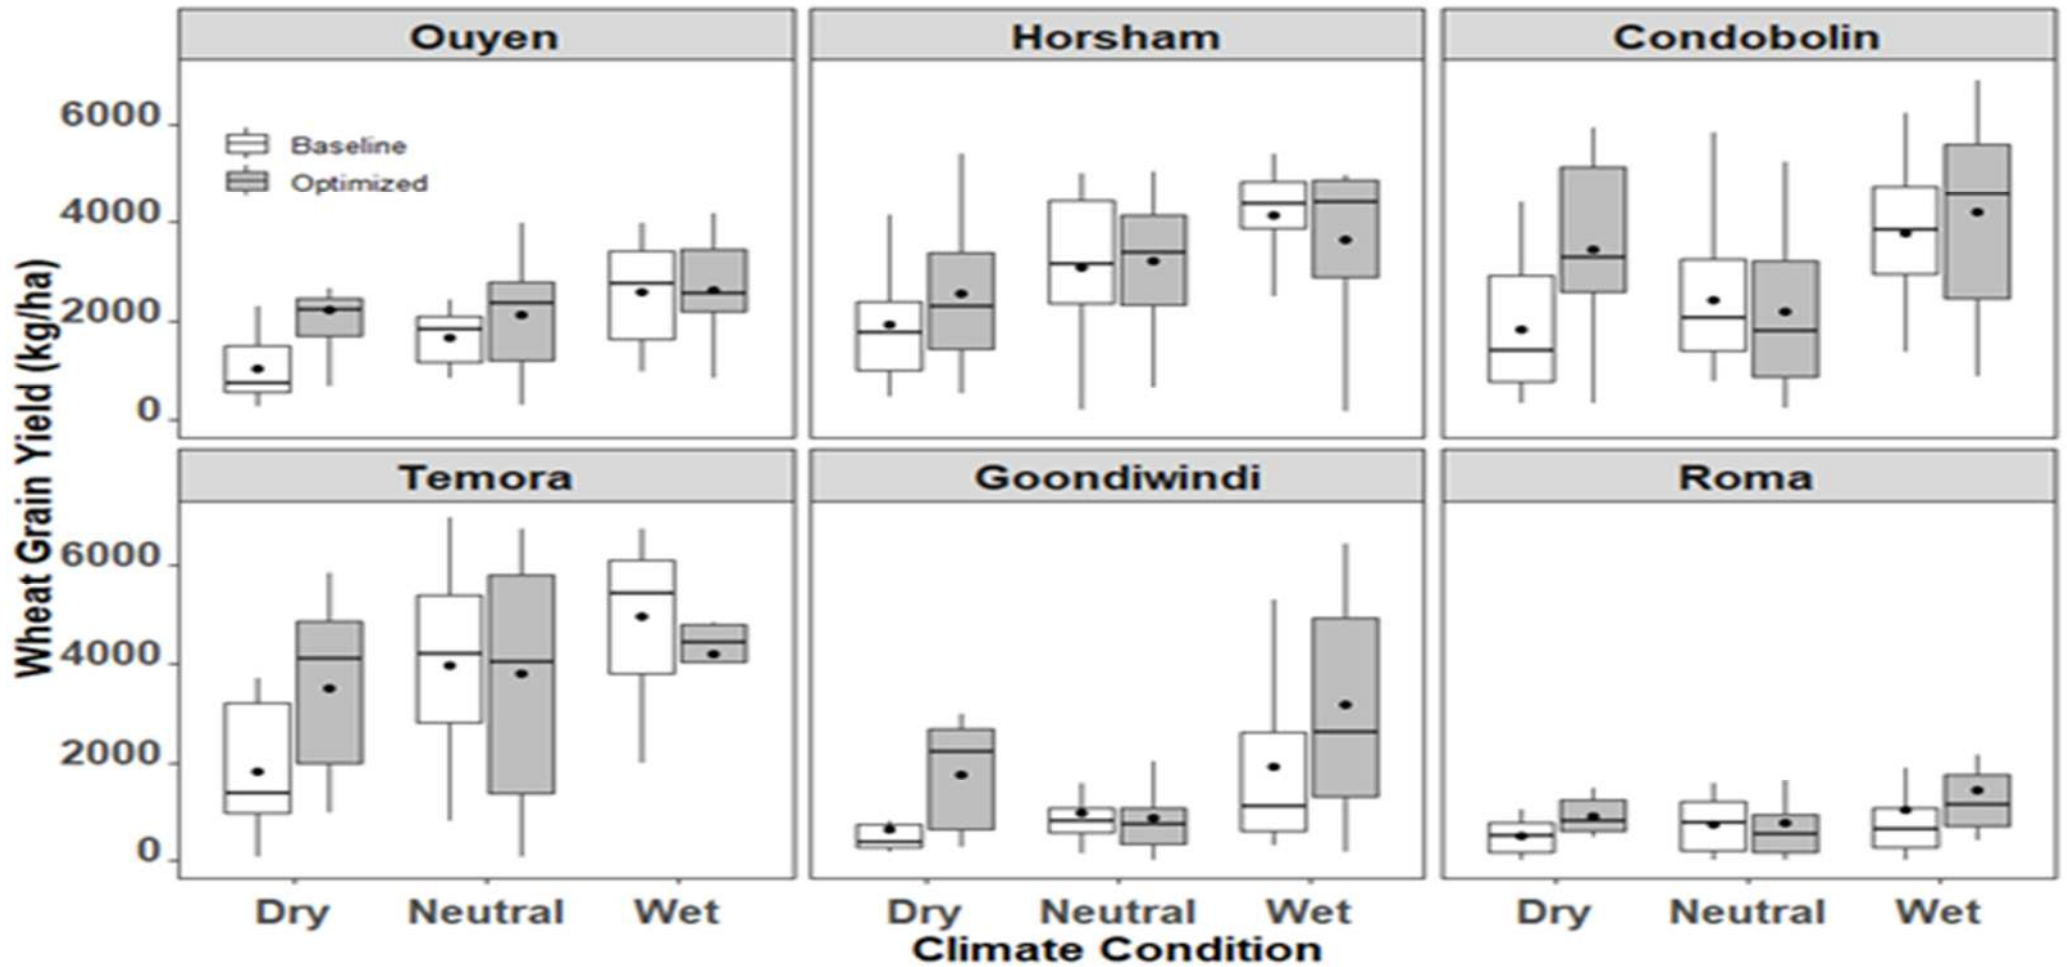 Ouyen
Horsham
Condobolin
Wheat Grain Yield (kg/ha)
6000
4000
2000
0
Baseline
Optimized
Temora
Goondiwindi
Roma
6000
4000
2000
0
Dry Neutral Wet
Dry Neutral Wet
Dry Neutral Wet
Climate Condition